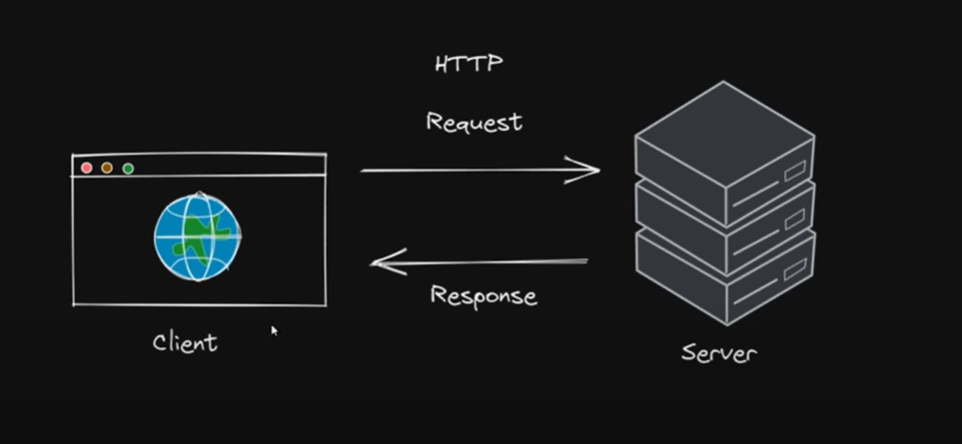 HTTP
Request
Response
Client
Server